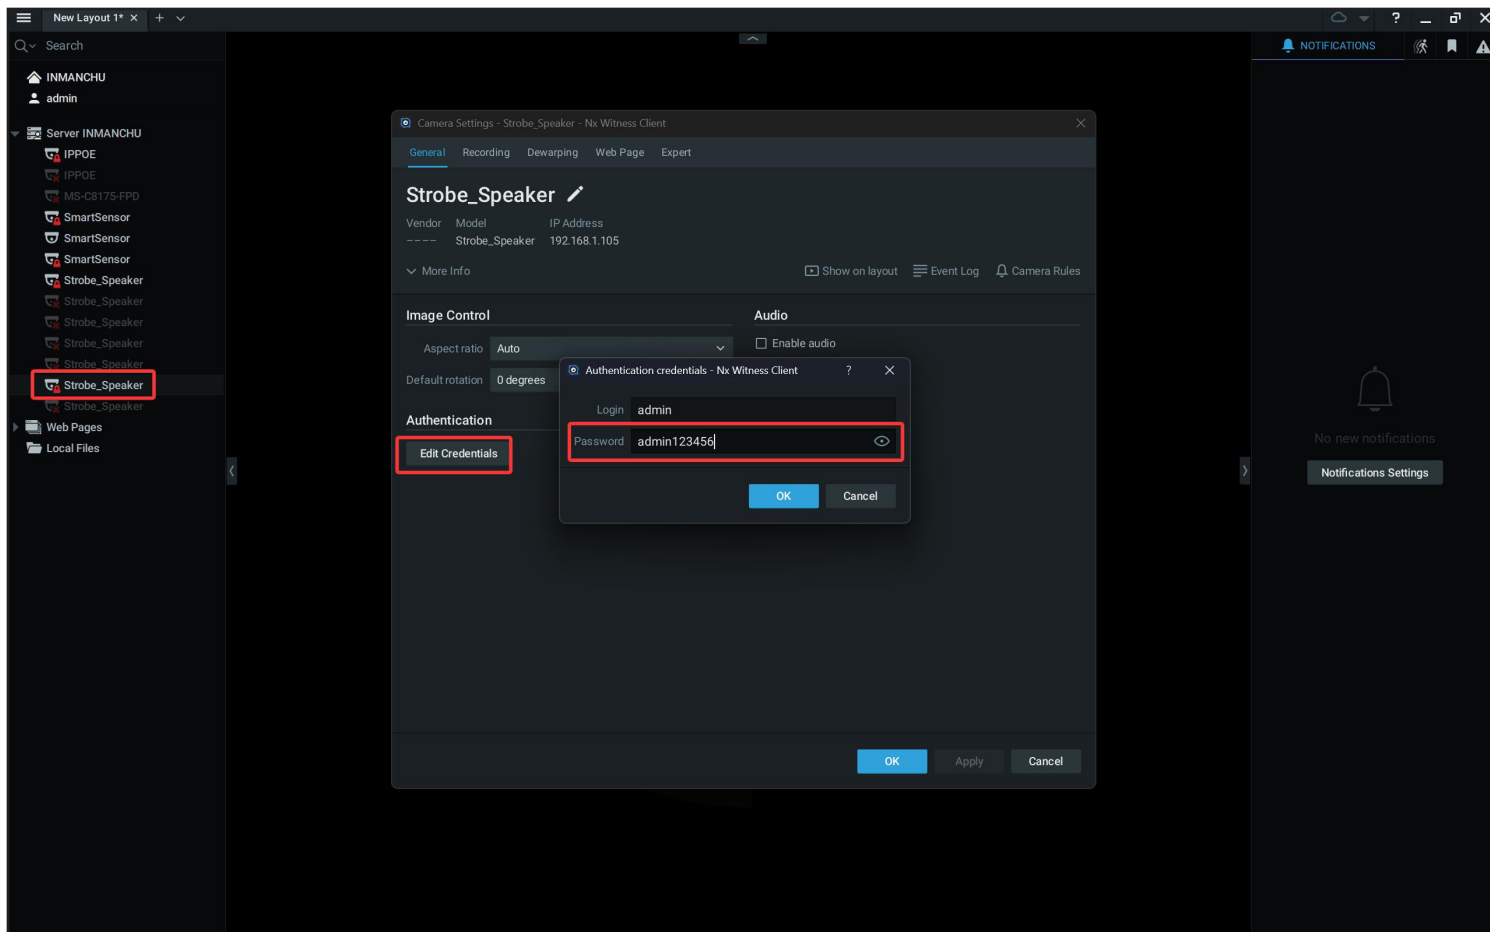 New Layout 1*
Search
NOTIFICATIONS
INMANCHU
admin
Server INMANCHU
IPPOE
IPPOE
MS-C8175-FPD
SmartSensor
SmartSensor
SmartSensor
Strobe_Speaker
Strobe_Speaker
Strobe_Speaker
Strobe_Speaker
Strobe_Speaker
Strobe_Speaker
Strobe_Speaker
Web Pages
Local Files
Camera Settings - Strobe_Speaker - Nx Witness Client
General Recording Dewarping Web Page Expert
Strobe_Speaker
Vendor Model IP Address
---- Strobe_Speaker 192.168.1.105
More Info Show on layout Event Log Camera Rules
Image Control Audio
Aspect ratio Auto Enable audio
Default rotation 0 degrees
Authentication
Edit Credentials
Authentication credentials - Nx Witness Client ?
Login admin
Password admin123456
OK Cancel
OK Apply Cancel
No new notifications
Notifications Settings